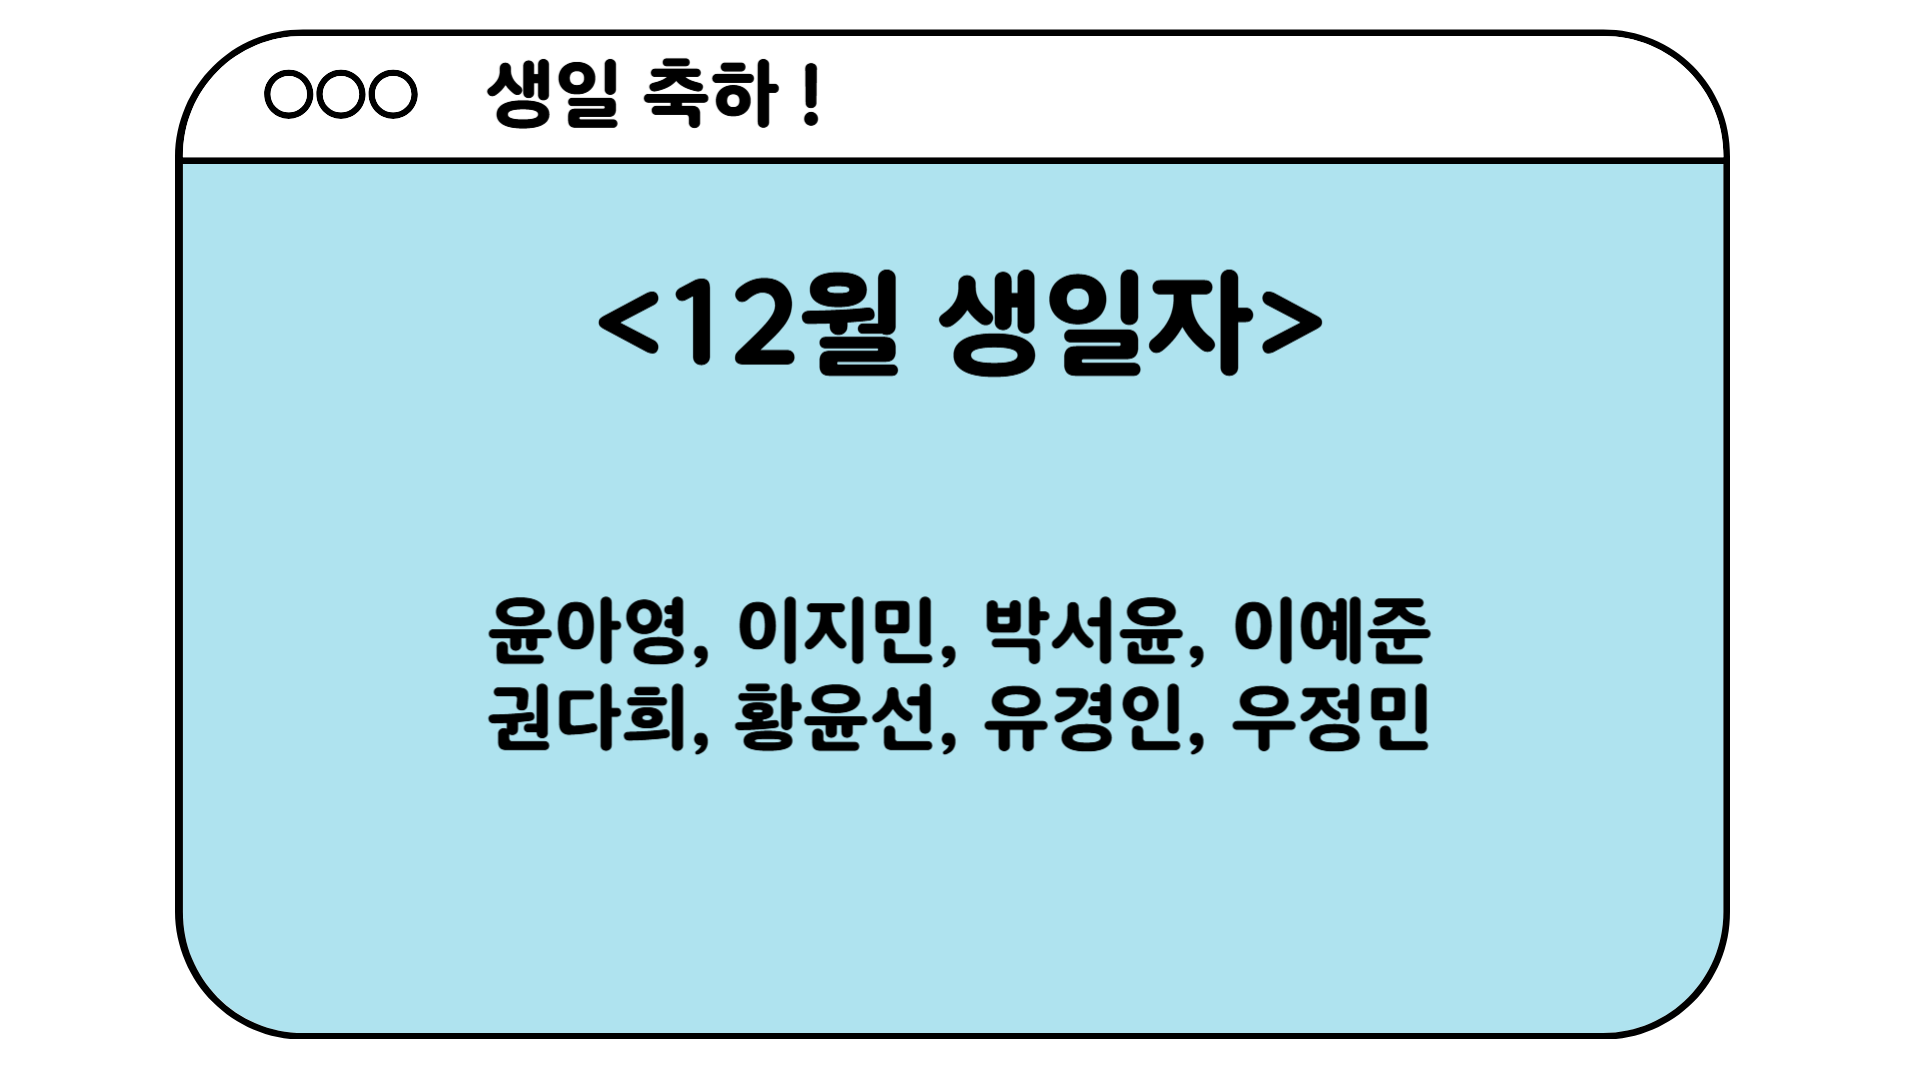 생일 축하 !
<12월 생일자>
윤아영, 이지민, 박서윤, 이예준
권다희, 황윤선, 유경인, 우정민